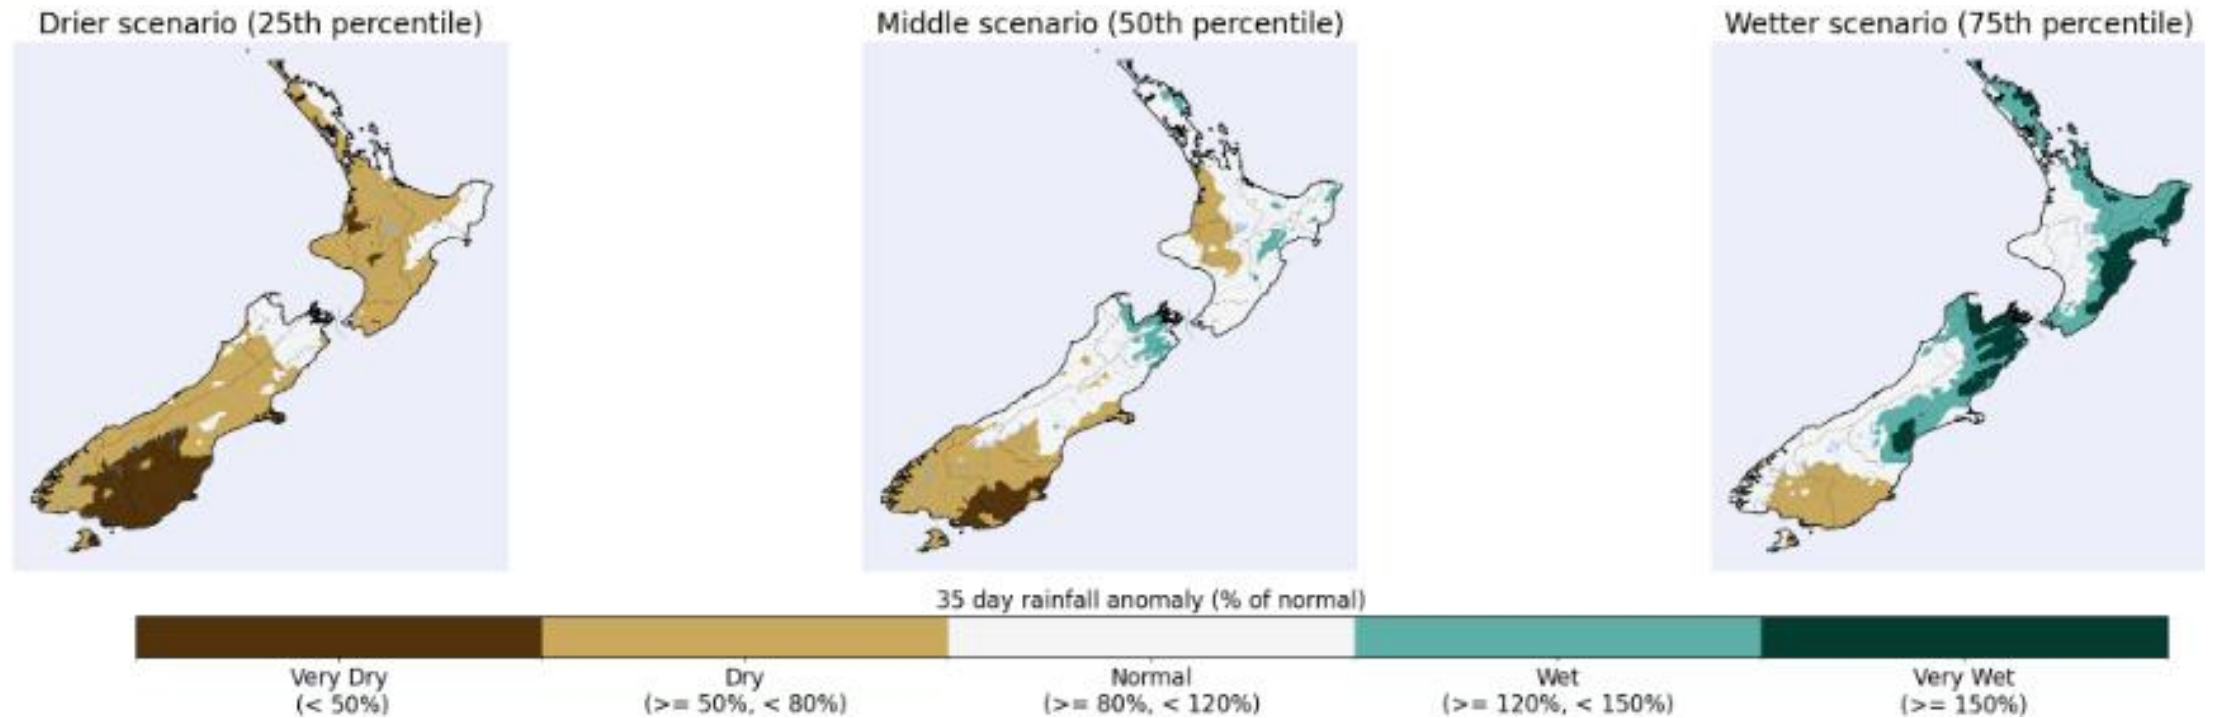 Drier scenario (25th percentile)
Middle scenario (50th percentile)
Wetter scenario (75th percentile)
35 day rainfall anomaly (% of normal)
Very Dry
(< 50%)
Dry
(>= 50%, < 80%)
Normal
(>= 80%, < 120%)
Wet
(>= 120%, < 150%)
Very Wet
(>= 150%)